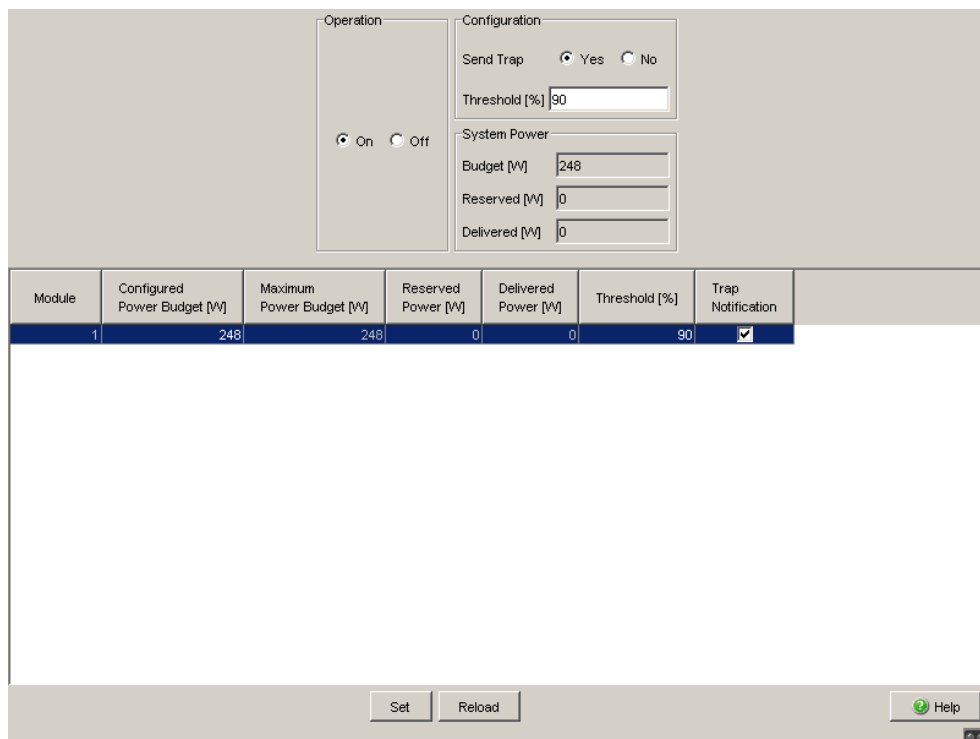 Operation
Configuration
Send Trap Yes No
Threshold [%] 90
On Off
System Power
Budget [W] 248
Reserved [W] 0
Delivered [W] 0
Module
Configured Power Budget [W]
Maximum Power Budget [W]
Reserved Power [W]
Delivered Power [W]
Threshold [%]
Trap Notification
1 248 248 0 0 90
Set Reload Help